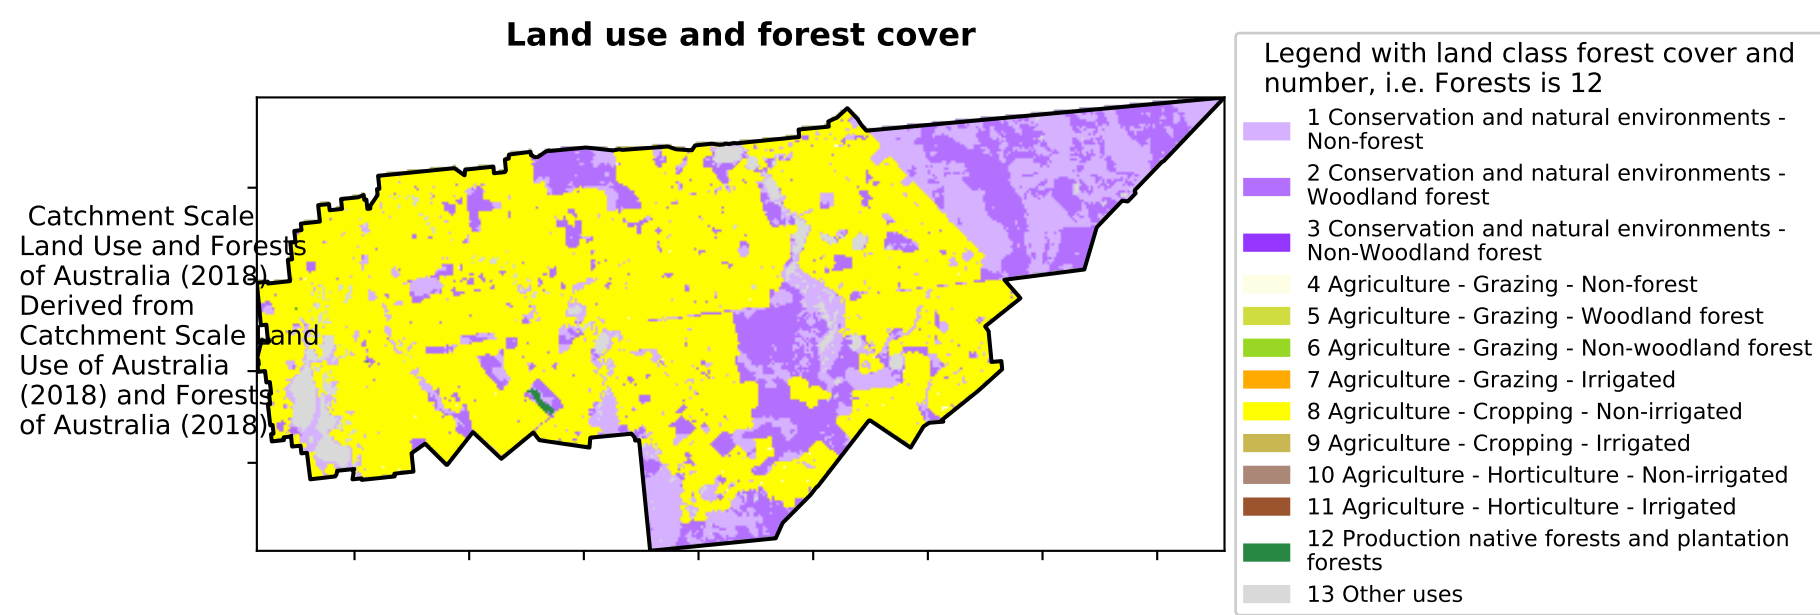 Land use and forest cover
Catchment Scale
Land Use and Forests
of Australia (2018)
Derived from
Catchment Scale Land
Use of Australia
(2018) and Forests
of Australia (2018)
Legend with land class forest cover and
number, i.e. Forests is 12
1 Conservation and natural environments -
Non-forest
2 Conservation and natural environments -
Woodland forest
3 Conservation and natural environments -
Non-Woodland forest
4 Agriculture - Grazing - Non-forest
5 Agriculture - Grazing - Woodland forest
6 Agriculture - Grazing - Non-woodland forest
7 Agriculture - Grazing - Irrigated
8 Agriculture - Cropping - Non-irrigated
9 Agriculture - Cropping - Irrigated
10 Agriculture - Horticulture - Non-irrigated
11 Agriculture - Horticulture - Irrigated
12 Production native forests and plantation
forests
13 Other uses